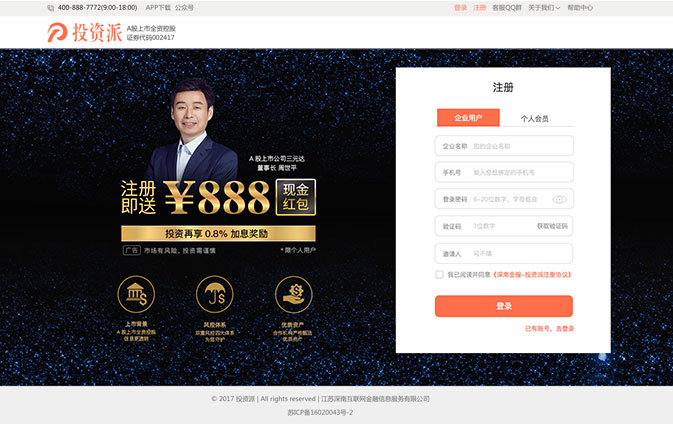 400-888-7772(9:00-18:00) APP下载 公众号
登录 注册 客服QQ群 关于我们 帮助中心
投资派
A股上市全资控股
证券代码002417
注册
企业用户 个人会员
企业名称 您的企业名称
手机号 输入您想绑定的手机号
登录密码 6-20位数字、字母组合
验证码 7位数字 获取验证码
邀请人 可不填
我已阅读并同意《深南金服-投资派注册协议》
登录
已有账号，去登录
A股上市公司三元达
董事长 周世平
注册
即送
¥888
现金
红包
投资再享 0.8% 加息奖励
广告 市场有风险，投资需谨慎 *限个人用户
上市背景
A股上市全资控股
信息更透明
风控体系
双重风控四大体系
为您守护
优质资产
合作机构严格甄选
优质资产
© 2017 投资派 | All rights reserved | 江苏深南互联网金融信息服务有限公司
苏ICP备16020043号-2